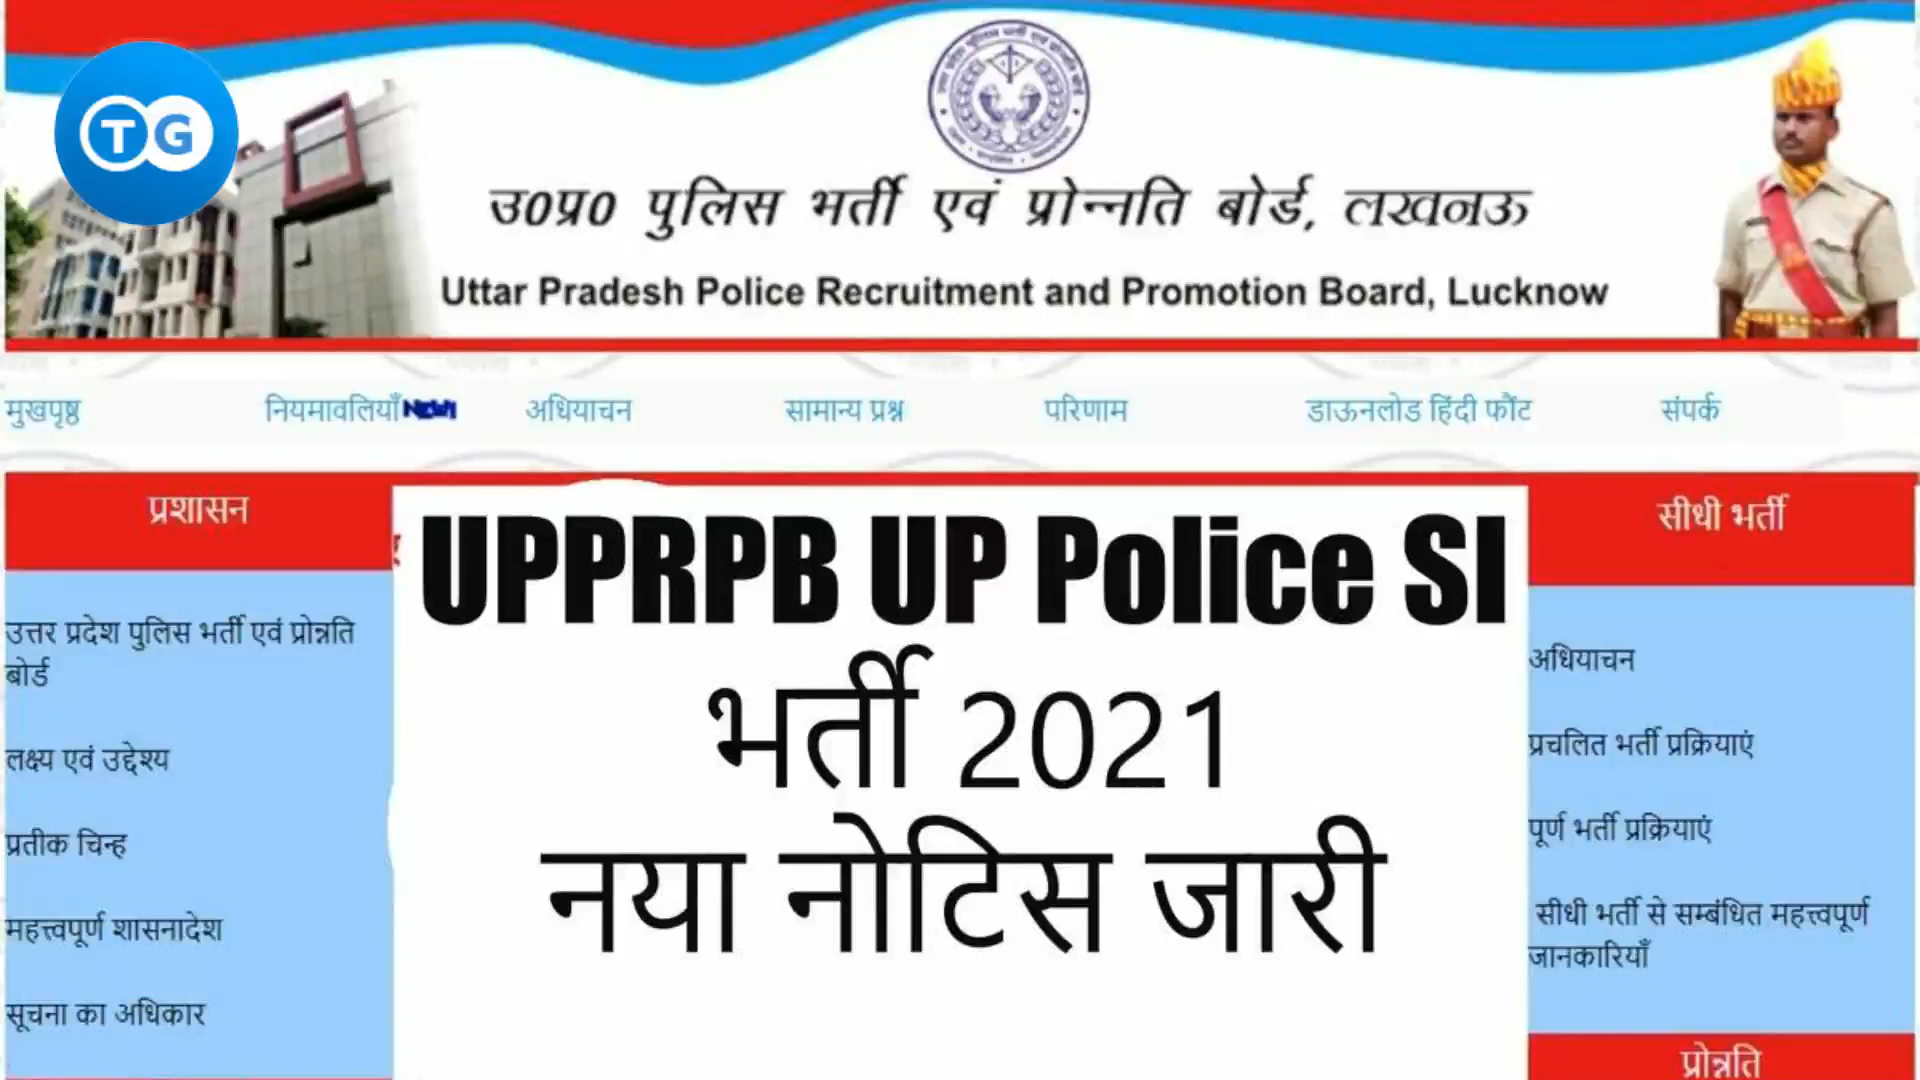 TG
उ0प्र0 पुलिस भर्ती एवं प्रोन्नति बोर्ड, लखनऊ
Uttar Pradesh Police Recruitment and Promotion Board, Lucknow
मुखपृष्ठ नियमावलियाँ NEW! अधियाचन सामान्य प्रश्न परिणाम डाऊनलोड हिंदी फौंट संपर्क
प्रशासन
उत्तर प्रदेश पुलिस भर्ती एवं प्रोन्नति
बोर्ड
लक्ष्य एवं उद्देश्य
प्रतीक चिन्ह
महत्त्वपूर्ण शासनादेश
सूचना का अधिकार
UPPRPB UP Police SI
भर्ती 2021
नया नोटिस जारी
सीधी भर्ती
अधियाचन
प्रचलित भर्ती प्रक्रियाएं
पूर्ण भर्ती प्रक्रियाएं
सीधी भर्ती से सम्बंधित महत्त्वपूर्ण
जानकारियाँ
प्रोन्नति